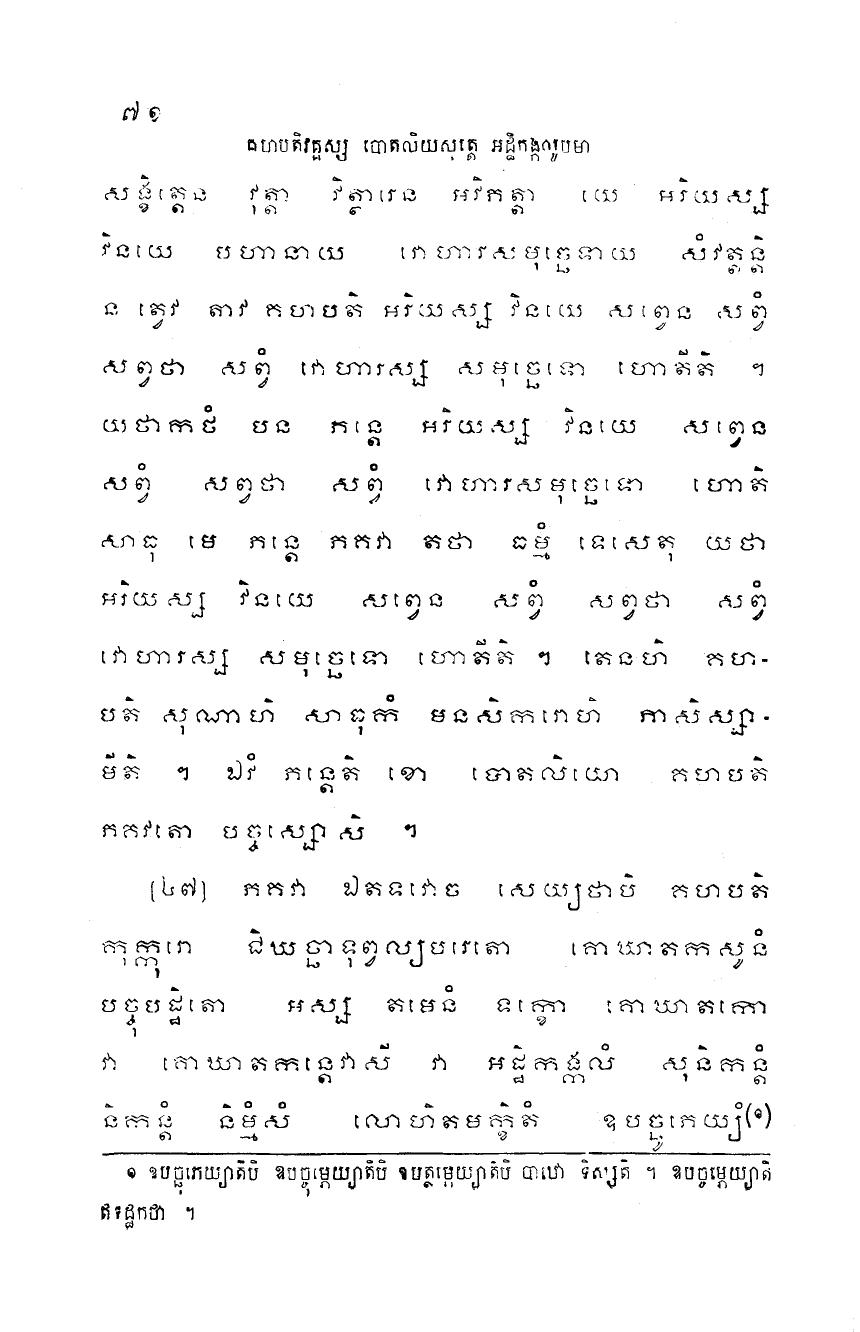 ៧១
គហបតិវគ្គស្ស បោតលិយសុត្តេ អដ្ឋិកង្កលូបមា
សង្ខិត្តេន វុត្តា វិត្ថារេន អវិភត្តា យេ អរិយស្ស
វិនយេ បហានាយ វោហារសមុច្ឆេទាយ សំវត្តន្តិ
ន ត្វេវ តាវ គហបតិ អរិយស្ស វិនយេ សព្វេន សព្វំ
សព្វថា សព្វំ វោហារស្ស សមុច្ឆេទោ ហោតីតិ ។
យថាកថំ បន ភន្តេ អរិយស្ស វិនយេ សព្វេន
សព្វំ សព្វថា សព្វំ វោហារសមុច្ឆេទោ ហោតិ
សាធុ មេ ភន្តេ ភគវា តថា ធម្មំ ទេសេតុ យថា
អរិយស្ស វិនយេ សព្វេន សព្វំ សព្វថា សព្វំ
វោហារស្ស សមុច្ឆេទោ ហោតីតិ ។ តេនហិ គហ-
បតិ សុណាហិ សាធុកំ មនសិករោហិ ភាសិស្សា-
មីតិ ។ ឯវំ ភន្តេតិ ខោ បោតលិយោ គហបតិ
ភគវតោ បច្ចស្សោសិ ។
[៤៧] ភគវា ឯតទវោច សេយ្យថាបិ គហបតិ
កុក្កុរោ ជិឃច្ឆាទុព្វល្យបរេតោ គោឃាតកសូនំ
បច្ចុបដ្ឋិតោ អស្ស តមេនំ ទក្ខោ គោឃាតកោ
វា គោឃាតកន្តេវាសី វា អដ្ឋិកង្កលំ សុនិកន្តំ
និកន្តំ និម្មំសំ លោហិតមក្ខិតំ ឧបច្ឆុភេយ្យំ(១)
១ ឧបច្ឆុភេយ្យាតិបិ ឧបច្ចុម្ភេយ្យាតិបិ ឧបត្ថម្ភេយ្យាតិបិ បាឋោ ទិស្សតិ ។ ឧបច្ចម្ភេយ្យាតិ
ឥវដ្ឋកថា ។